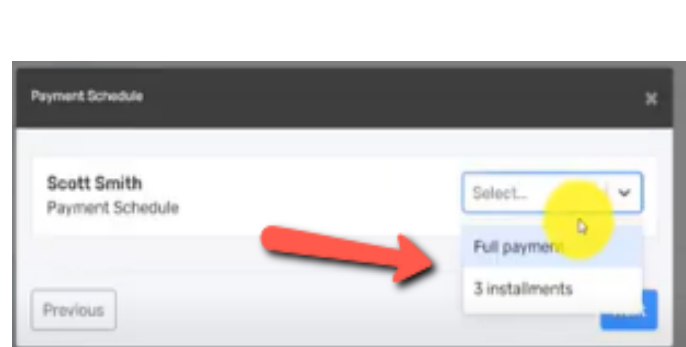 Payment Schedule
×
Scott Smith
Payment Schedule
Select...
Full payment
3 installments
Previous